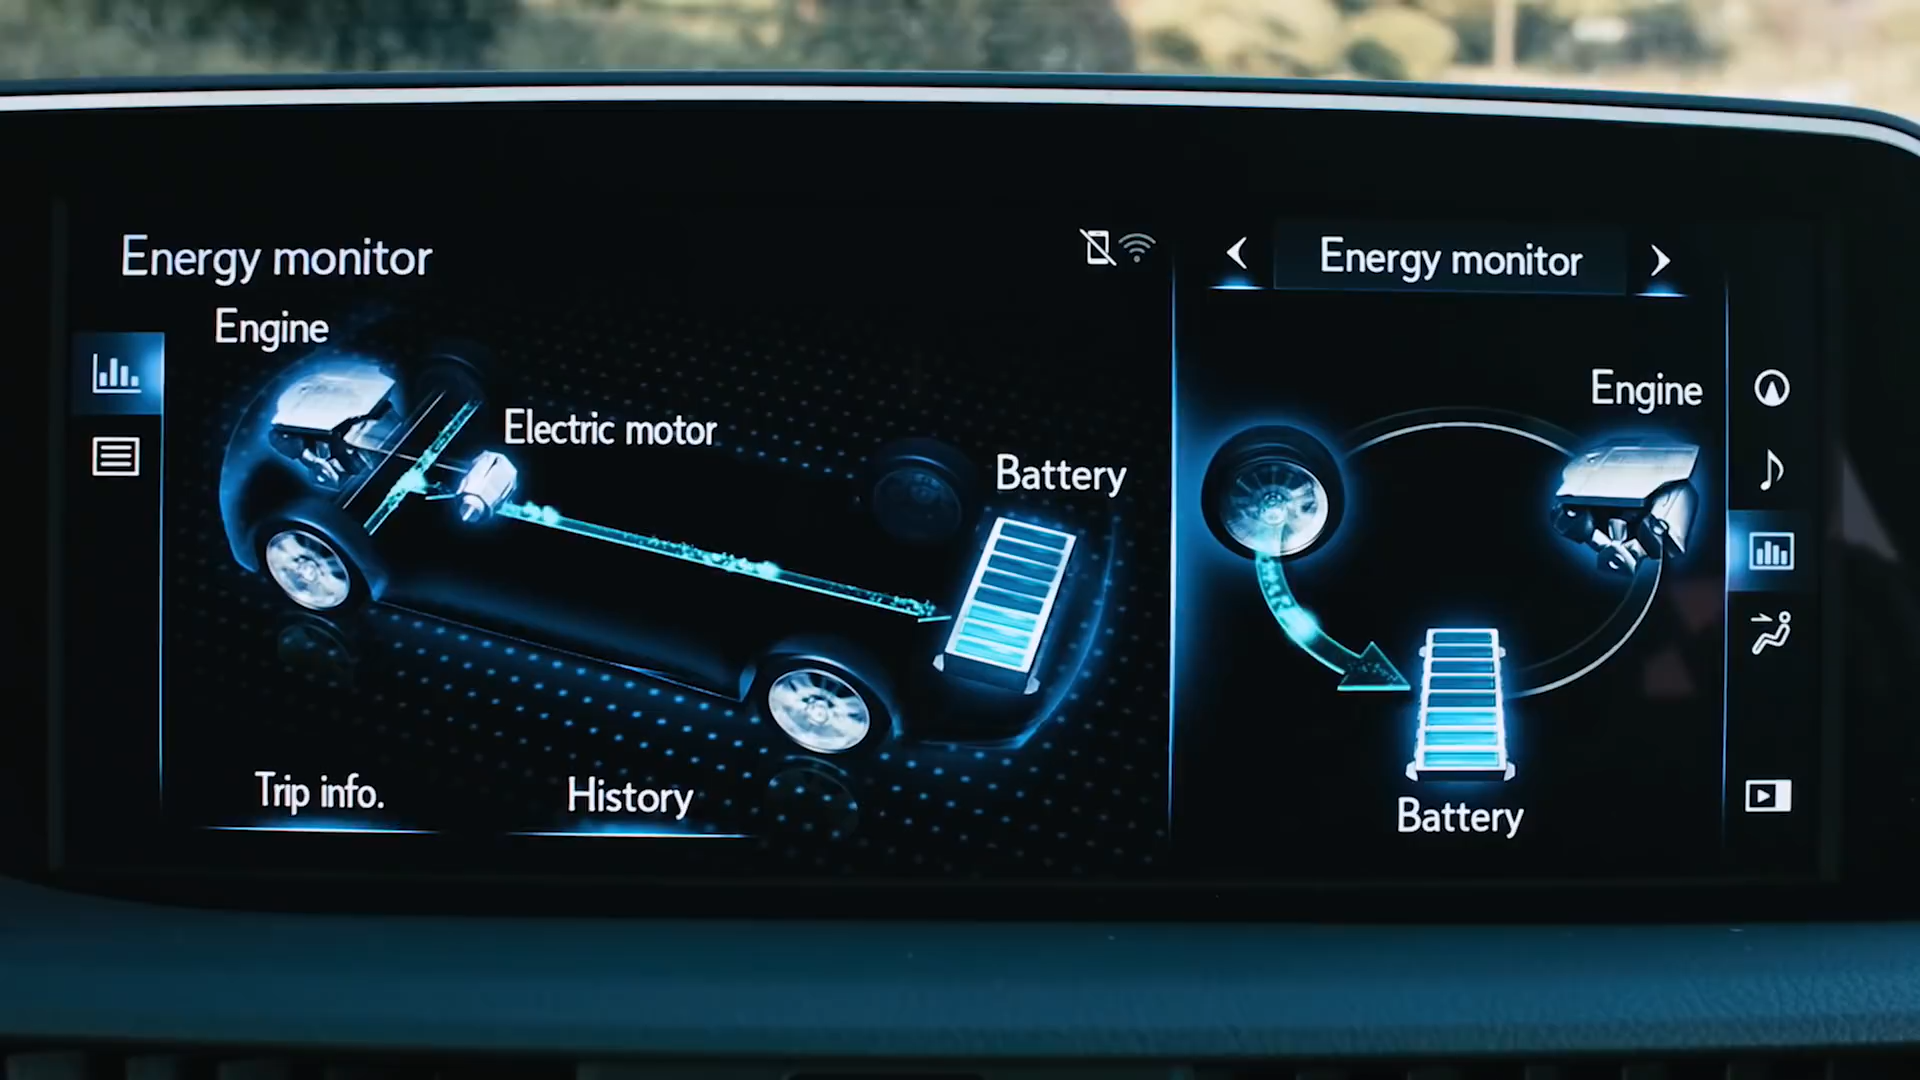 Energy monitor
Engine
Electric motor
Battery
Trip info.
History
Energy monitor
Engine
Battery